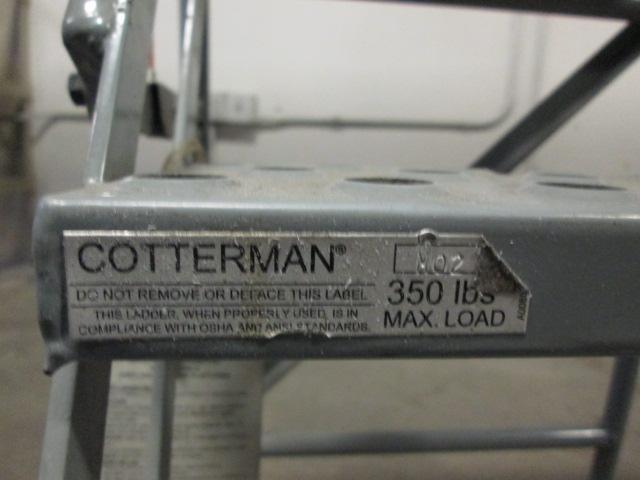 COTTERMAN®
DO NOT REMOVE OR DEFACE THIS LABEL
THIS LADDER, WHEN PROPERLY USED, IS IN
COMPLIANCE WITH OSHA AND ANSI STANDARDS.
350 lbs
MAX. LOAD